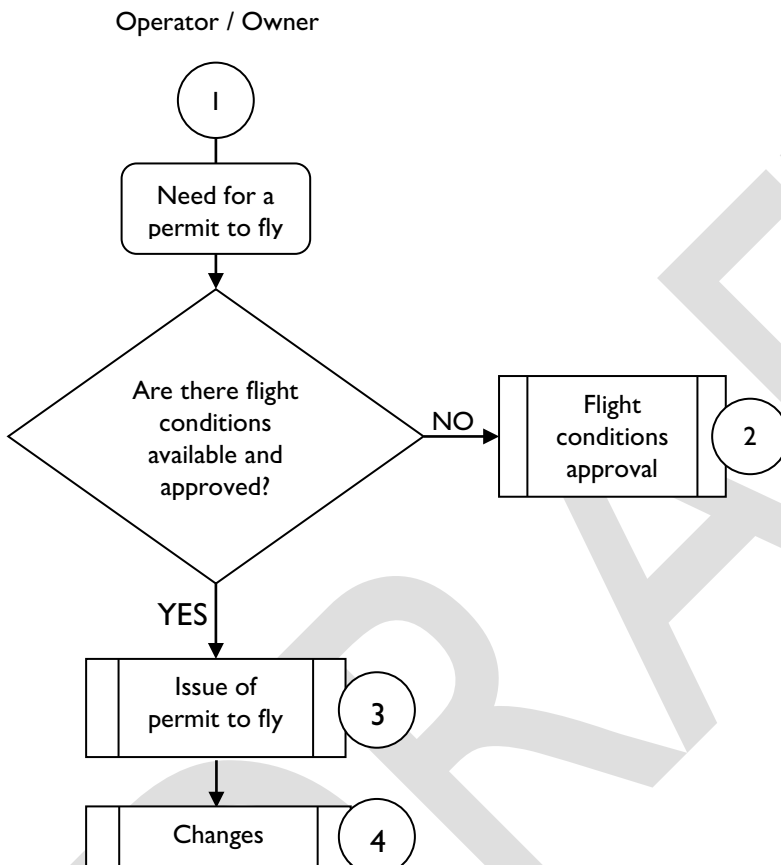 Operator / Owner
1
Need for a
permit to fly
Are there flight
conditions
available and
approved?
NO
Flight
conditions
approval
2
YES
Issue of
permit to fly
3
Changes
4